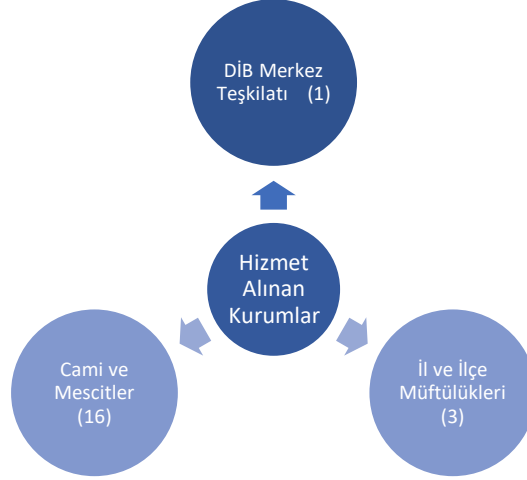 DİB Merkez
Teşkilatı (1)
Hizmet
Alınan
Kurumlar
Cami ve
Mescitler
(16)
İl ve İlçe
Müftülükleri
(3)